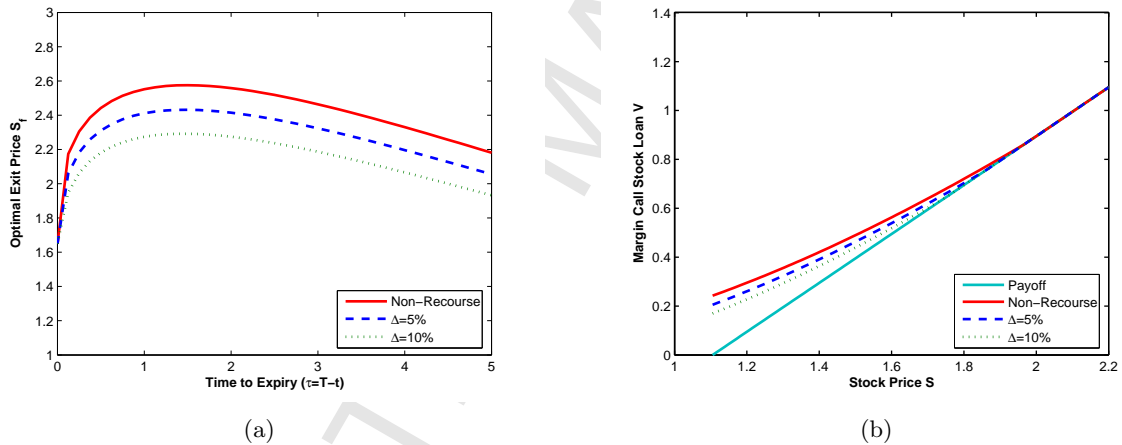 3
2.8
2.6
2.4
2.2
2
1.8
1.6
1.4
1.2
1
Optimal Exit Price S_f
0 1 2 3 4 5
Time to Expiry (τ=T−t)
Non−Recourse
Δ=5%
Δ=10%
(a)
1.4
1.2
1
0.8
0.6
0.4
0.2
0
Margin Call Stock Loan V
1 1.2 1.4 1.6 1.8 2 2.2
Stock Price S
Payoff
Non−Recourse
Δ=5%
Δ=10%
(b)